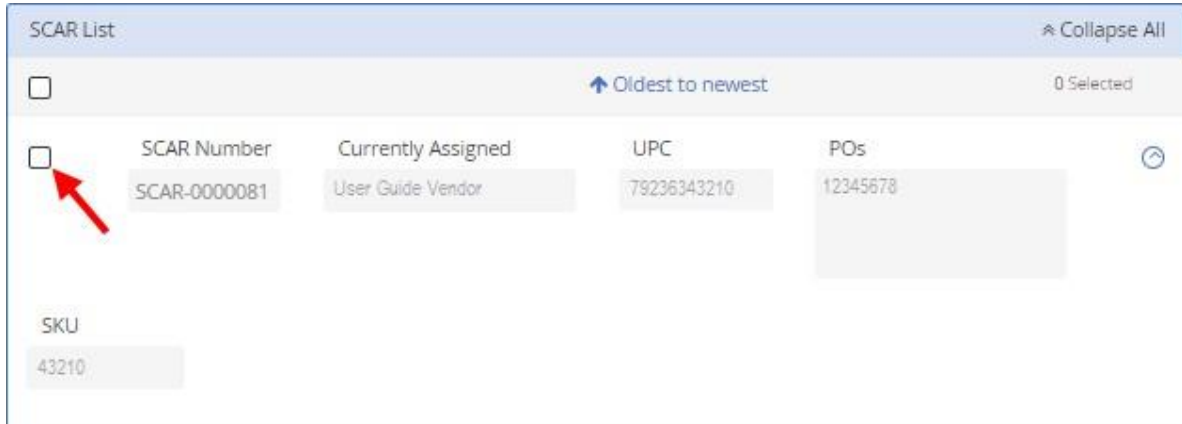 SCAR List
Collapse All
Oldest to newest
0 Selected
SCAR Number
Currently Assigned
UPC
POs
SCAR-0000081
User Guide Vendor
79236343210
12345678
SKU
43210